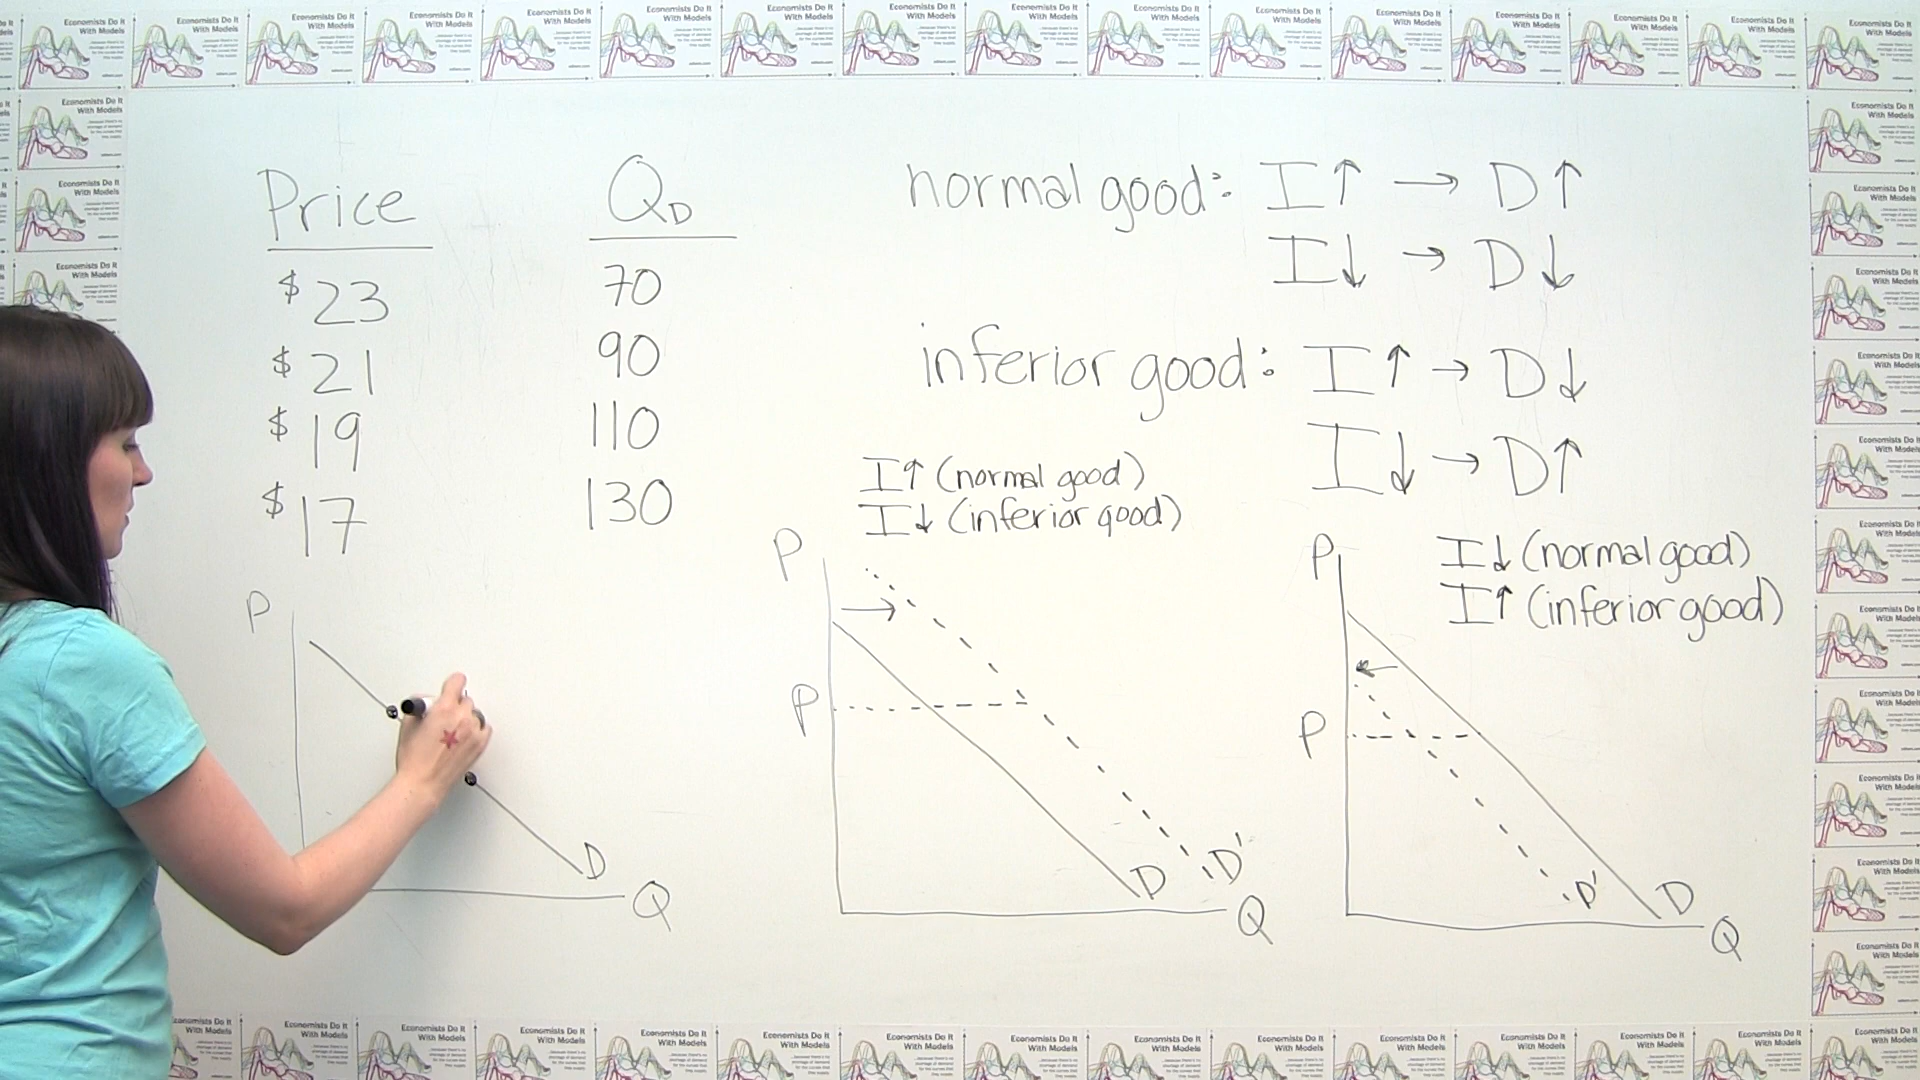 Economists Do It
With Models
Price
QD
$23
70
$21
90
$19
110
$17
130
normal good: I↑ → D↑
I↓ → D↓
inferior good: I↑ → D↓
I↓ → D↑
P
D
Q
I↑ (normal good)
I↓ (inferior good)
P
P
D
D'
Q
I↓ (normal good)
I↑ (inferior good)
P
P
D'
D
Q